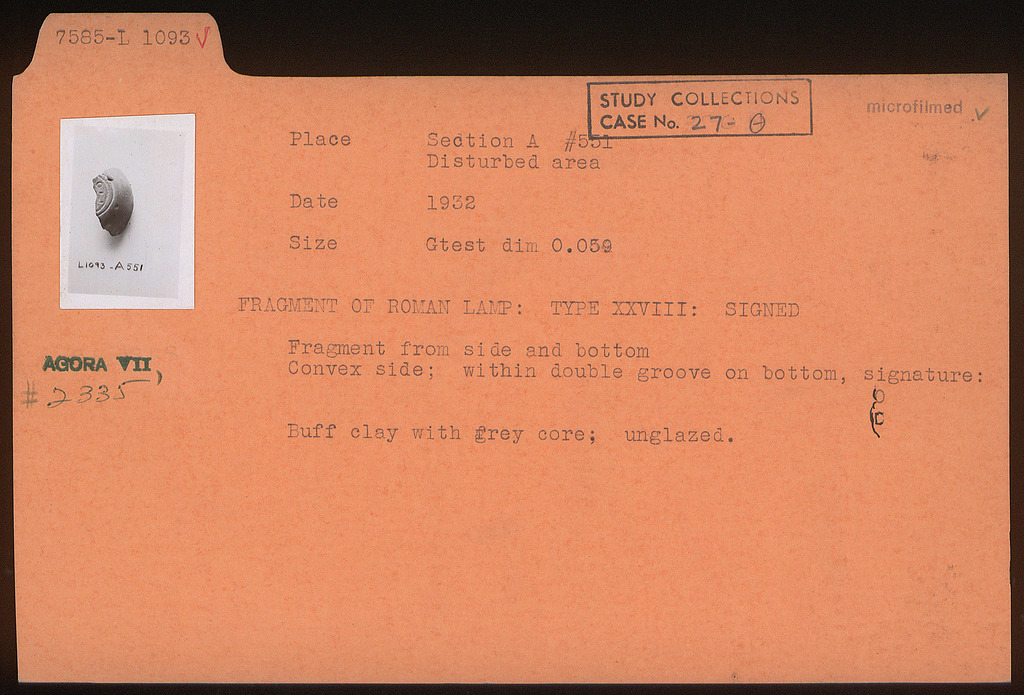 7585-L 1093 ✓
STUDY COLLECTIONS
CASE No. 27-θ
microfilmed ✓
Place Section A #551
Disturbed area
Date 1932
Size Gtest dim 0.059
L1093-A551
FRAGMENT OF ROMAN LAMP: TYPE XXVIII: SIGNED
Fragment from side and bottom
Convex side; within double groove on bottom, signature:
AGORA VII,
# 2335
Buff clay with grey core; unglazed.